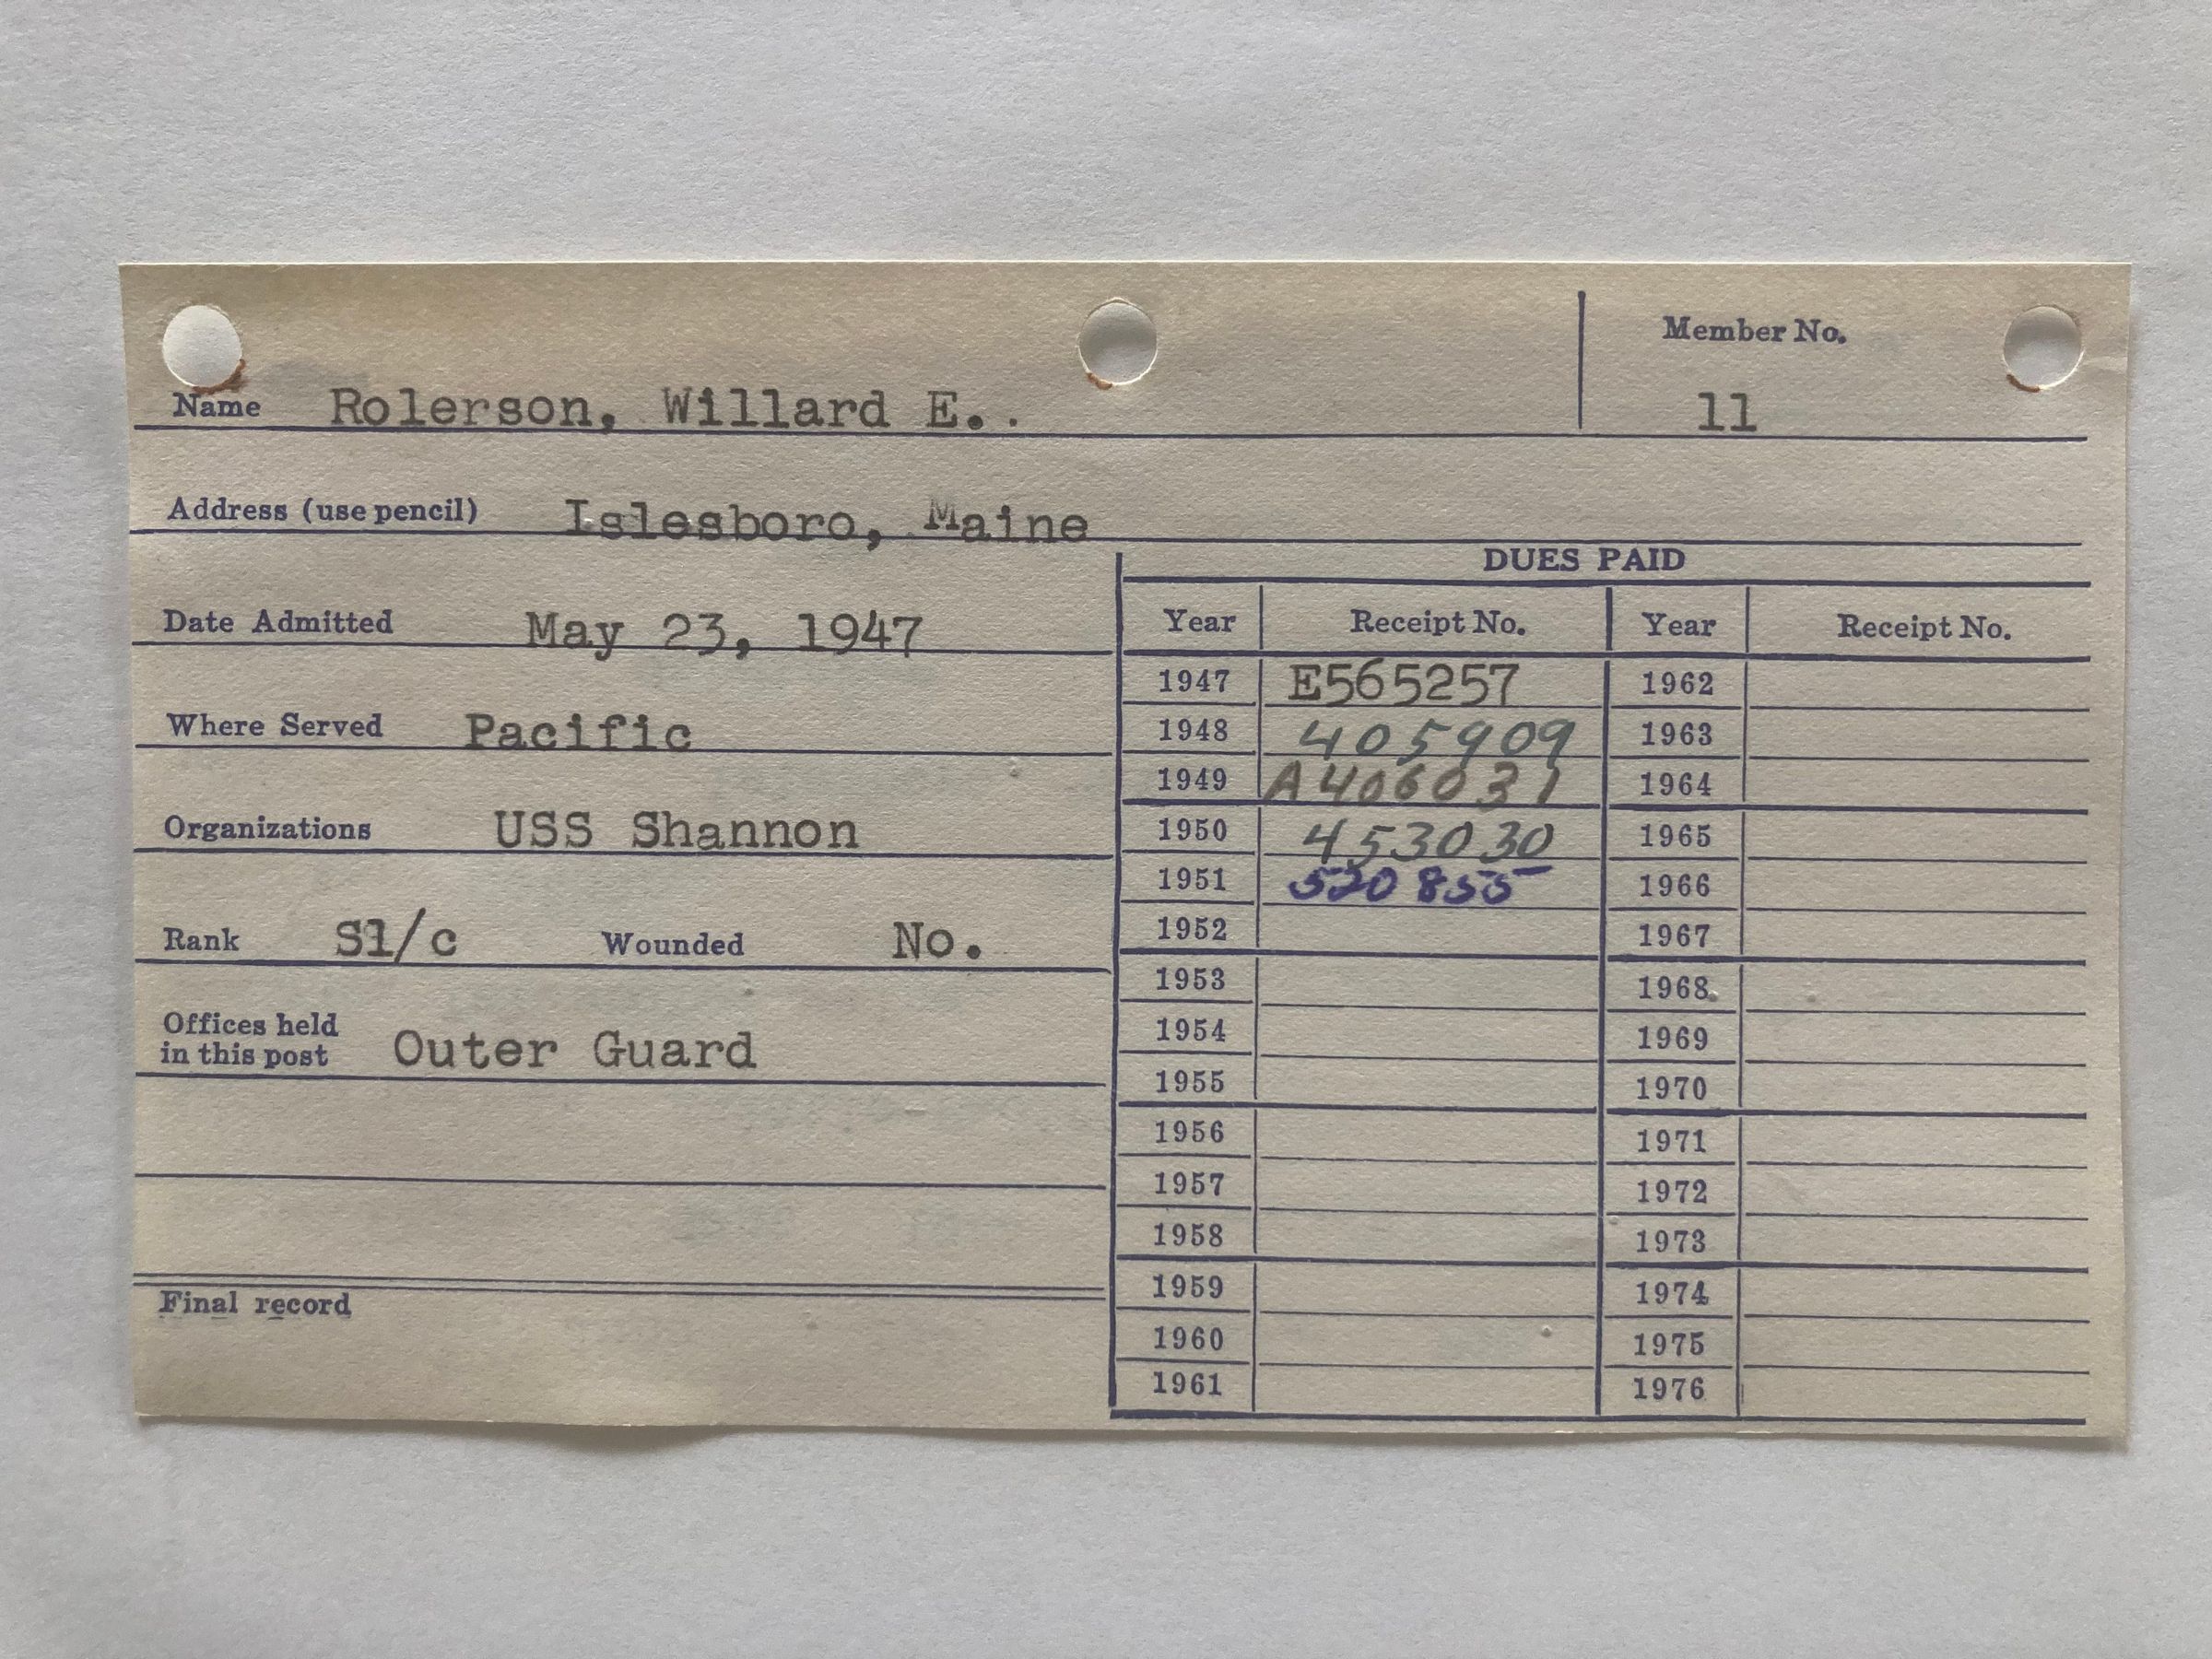 Member No.
Name Rolerson, Willard E.. 11
Address (use pencil) Islesboro, Maine
DUES PAID
Date Admitted May 23, 1947
Year Receipt No. Year Receipt No.
1947 E565257 1962
Where Served Pacific
1948 405909 1963
1949 A406031 1964
Organizations USS Shannon
1950 453030 1965
1951 520855 1966
Rank S1/c Wounded No.
1952 1967
1953 1968
Offices held
in this post Outer Guard
1954 1969
1955 1970
1956 1971
1957 1972
1958 1973
Final record
1959 1974
1960 1975
1961 1976